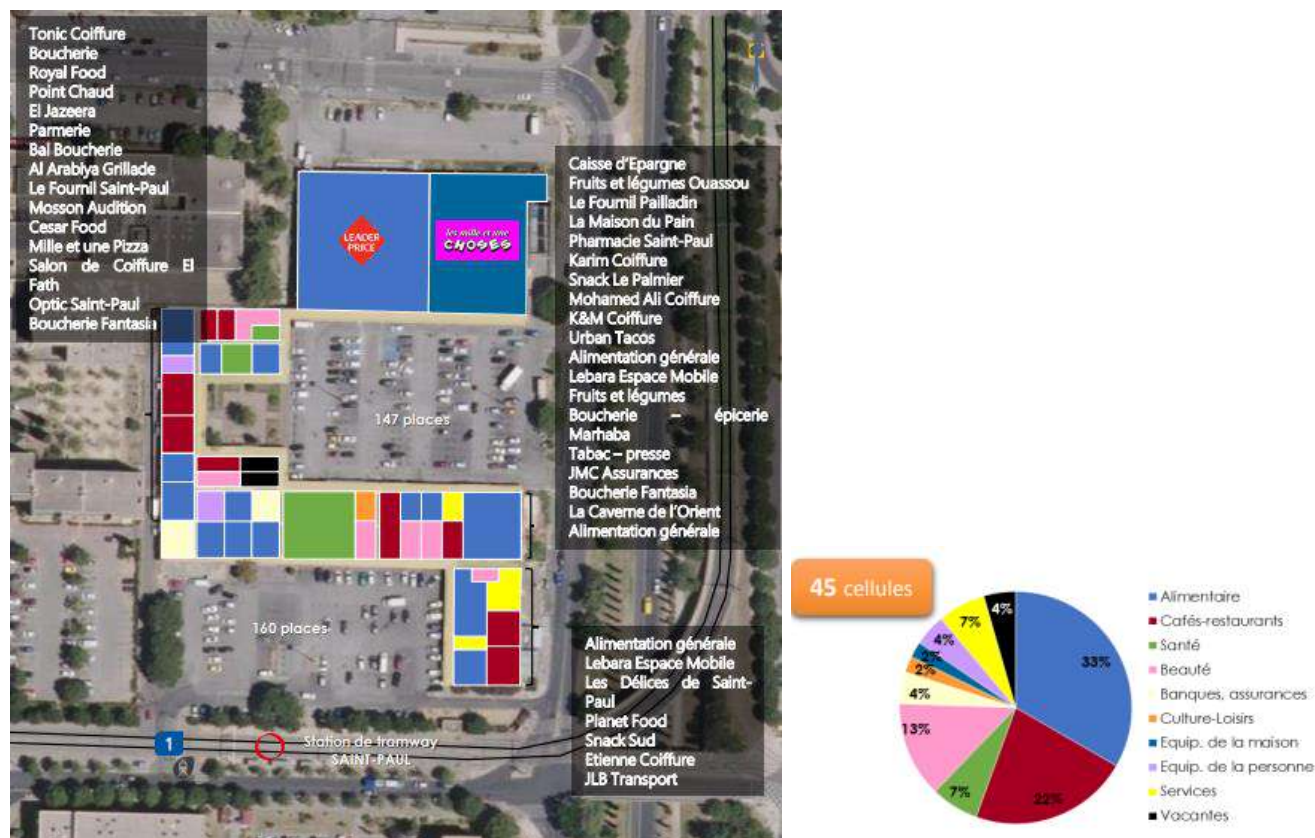 Tonic Coiffure
Boucherie
Royal Food
Point Chaud
El Jazeera
Parmerie
Bal Boucherie
Al Arabiya Grillade
Le Fournil Saint-Paul
Mosson Audition
Cesar Food
Mille et une Pizza
Salon de Coiffure El
Fath
Optic Saint-Paul
Boucherie Fantasia
LEADER
PRICE
les mille et une
CHOSES
Caisse d'Epargne
Fruits et légumes Ouassou
Le Fournil Pailladin
La Maison du Pain
Pharmacie Saint-Paul
Karim Coiffure
Snack Le Palmier
Mohamed Ali Coiffure
K&M Coiffure
Urban Tacos
Alimentation générale
Lebara Espace Mobile
Fruits et légumes
Boucherie – épicerie
Marhaba
Tabac – presse
JMC Assurances
Boucherie Fantasia
La Caverne de l'Orient
Alimentation générale
147 places
160 places
Alimentation générale
Lebara Espace Mobile
Les Délices de Saint-
Paul
Planet Food
Snack Sud
Etienne Coiffure
JLB Transport
1
Station de tramway
SAINT-PAUL
45 cellules
33%
22%
7%
13%
4%
2%
2%
4%
7%
4%
Alimentaire
Cafés-restaurants
Santé
Beauté
Banques, assurances
Culture-Loisirs
Equip. de la maison
Equip. de la personne
Services
Vacantes